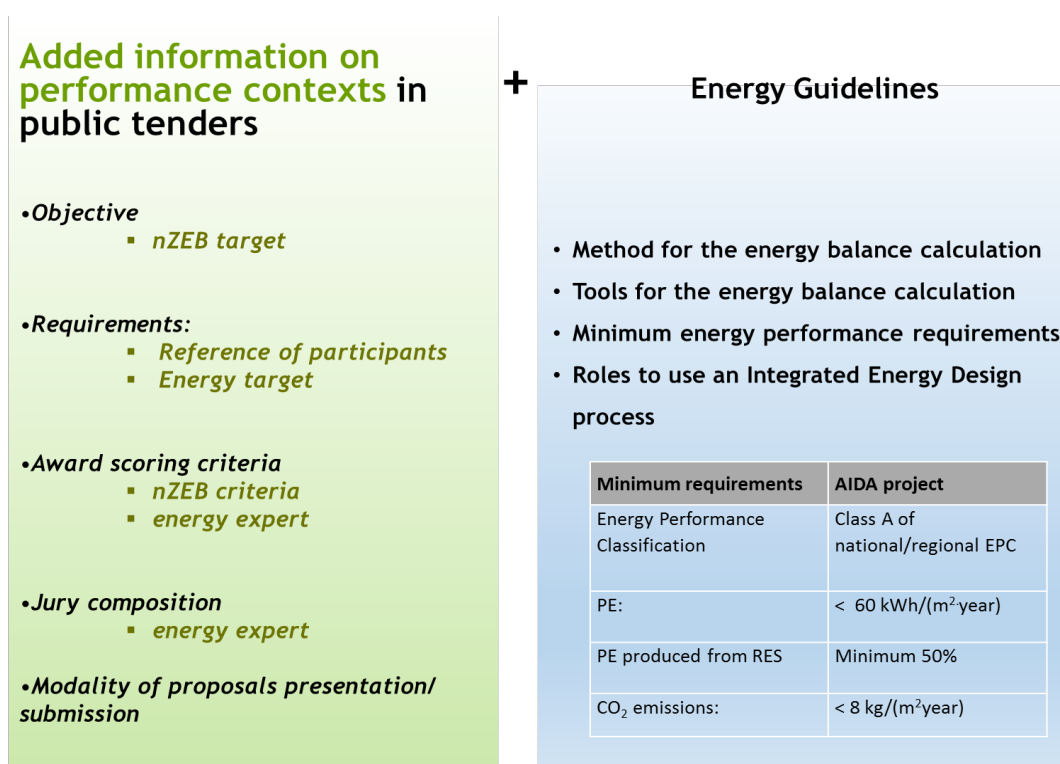 Added information on
performance contexts in
public tenders
•Objective
▪ nZEB target
•Requirements:
▪ Reference of participants
▪ Energy target
•Award scoring criteria
▪ nZEB criteria
▪ energy expert
•Jury composition
▪ energy expert
•Modality of proposals presentation/
submission
+
Energy Guidelines
• Method for the energy balance calculation
• Tools for the energy balance calculation
• Minimum energy performance requirements
• Roles to use an Integrated Energy Design
process
Minimum requirements AIDA project
Energy Performance Class A of
Classification national/regional EPC
PE: < 60 kWh/(m²·year)
PE produced from RES Minimum 50%
CO₂ emissions: < 8 kg/(m²year)